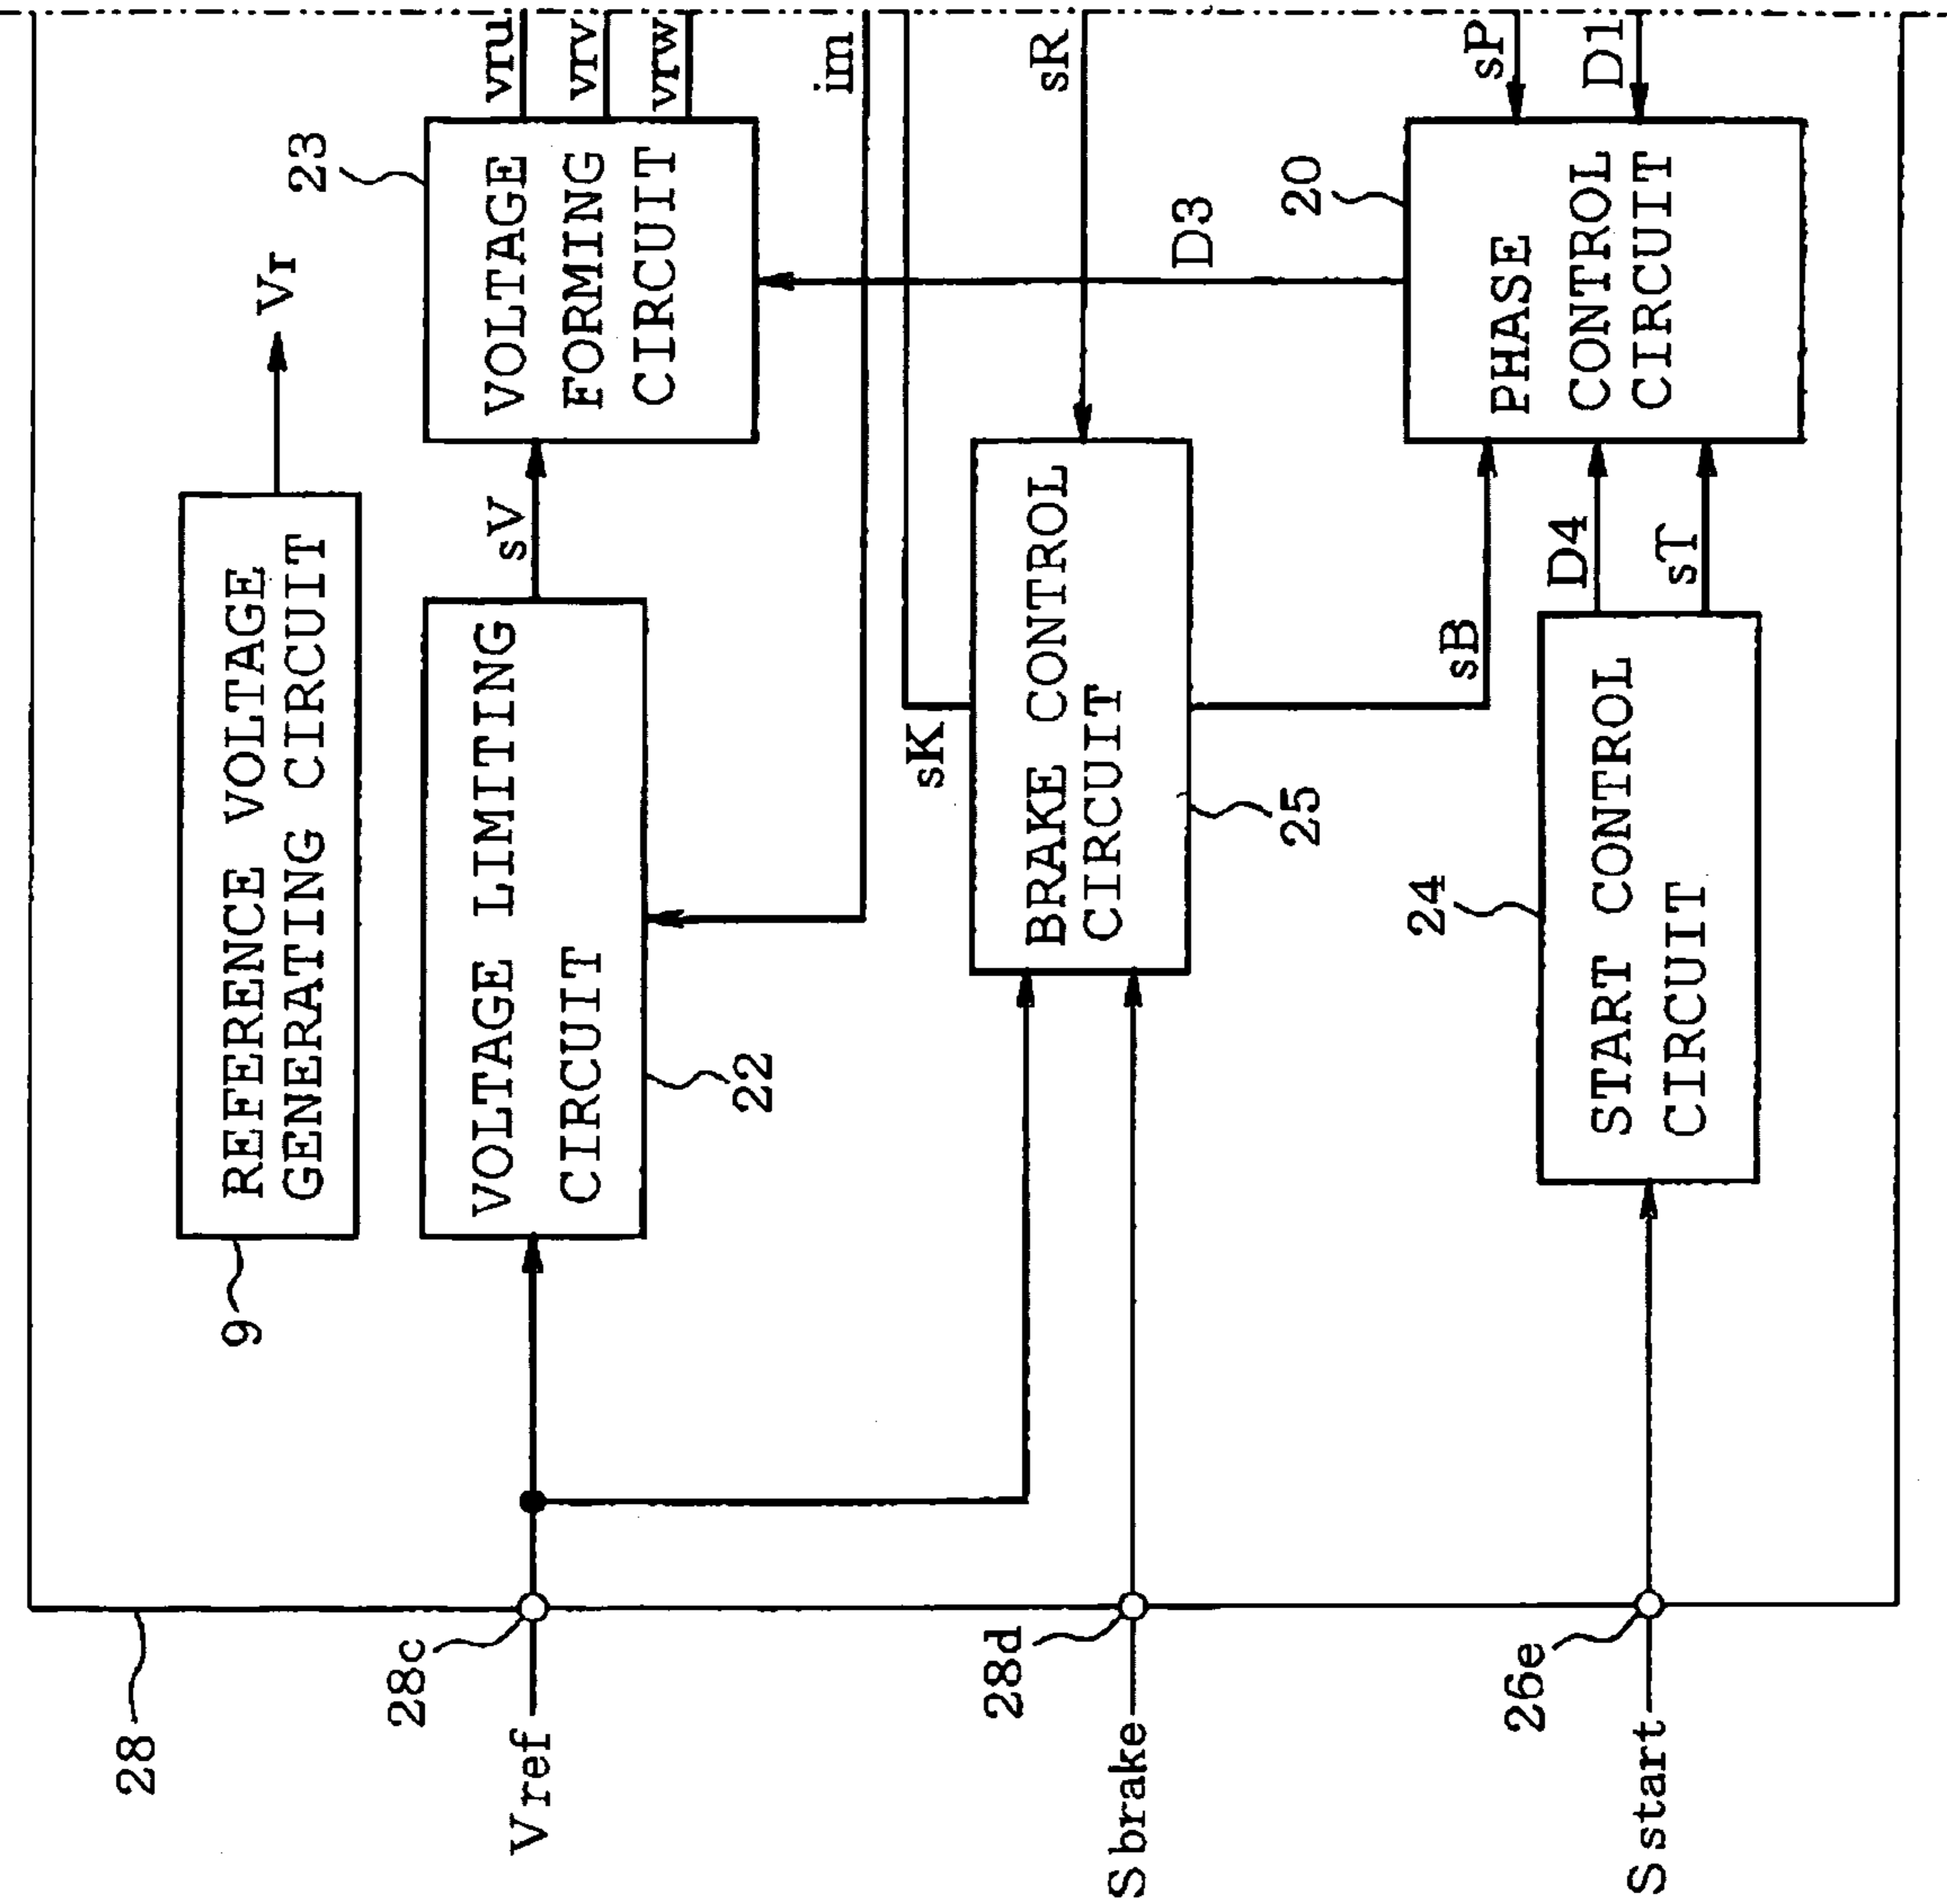 28
Vref
28c
Sbrake
28d
Sstart
26e
9
REFERENCE VOLTAGE
GENERATING CIRCUIT
Vr
VOLTAGE LIMITING
CIRCUIT
22
sV
23
VOLTAGE
FORMING
CIRCUIT
vru
vrv
vrw
im
sK
sR
BRAKE CONTROL
CIRCUIT
25
sB
D3
20
PHASE
CONTROL
CIRCUIT
sP
D1
24
START CONTROL
CIRCUIT
D4
sT